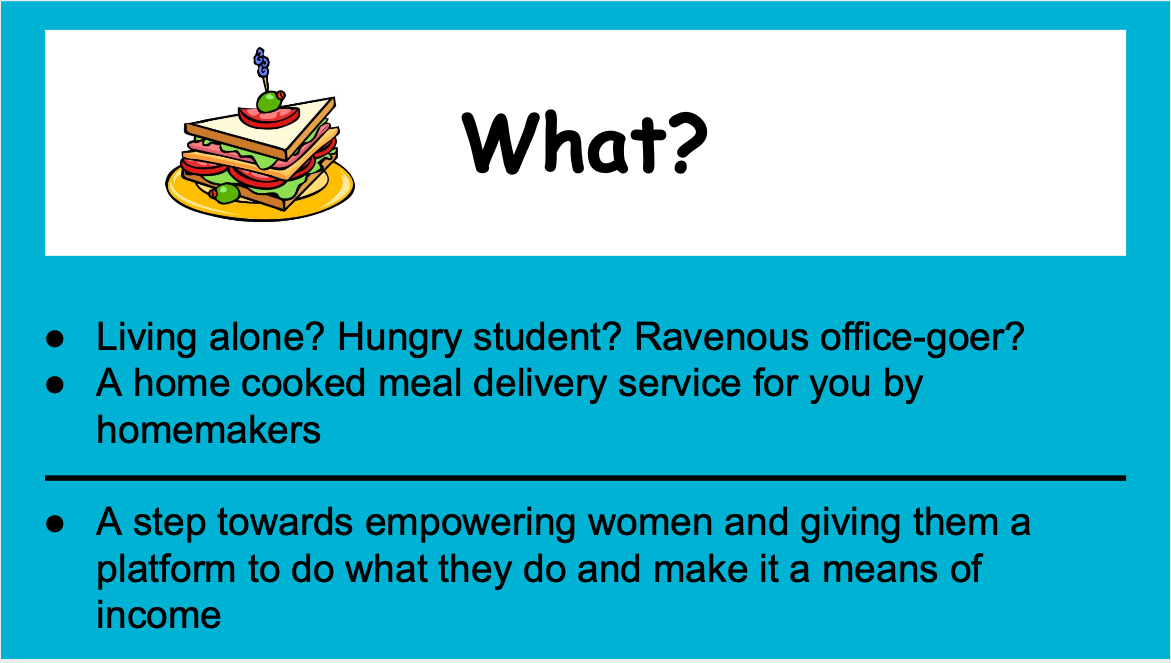 What?
● Living alone? Hungry student? Ravenous office-goer?
● A home cooked meal delivery service for you by
homemakers
● A step towards empowering women and giving them a
platform to do what they do and make it a means of
income